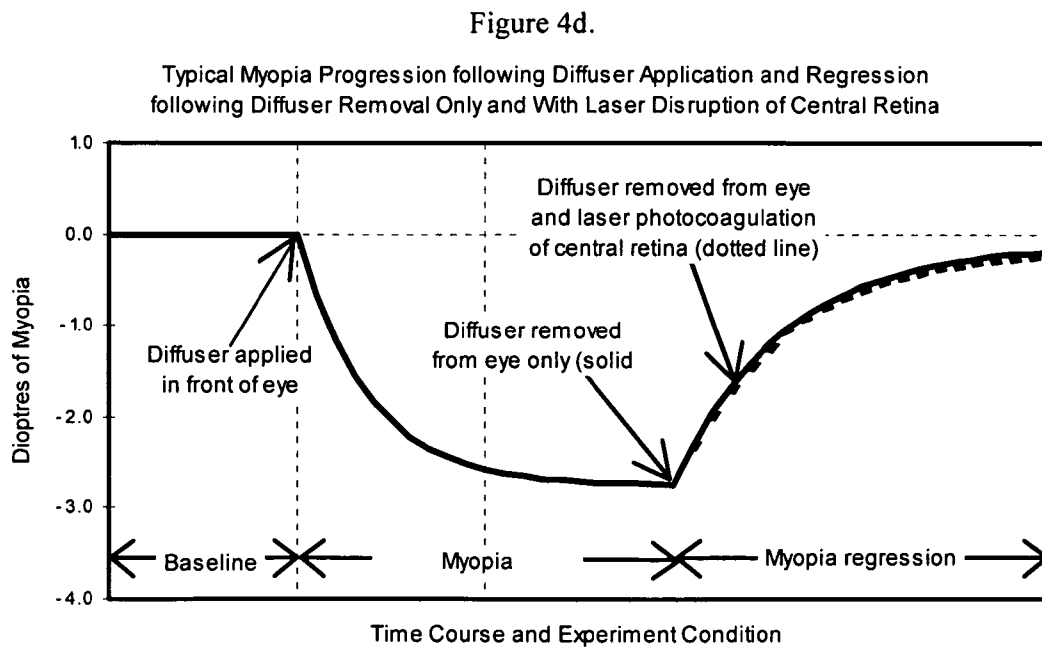 Figure 4d.
Typical Myopia Progression following Diffuser Application and Regression
following Diffuser Removal Only and With Laser Disruption of Central Retina
1.0
0.0
-1.0
-2.0
-3.0
-4.0
Dioptres of Myopia
Diffuser applied
in front of eye
Diffuser removed
from eye only (solid
Diffuser removed from eye
and laser photocoagulation
of central retina (dotted line)
Baseline
Myopia
Myopia regression
Time Course and Experiment Condition